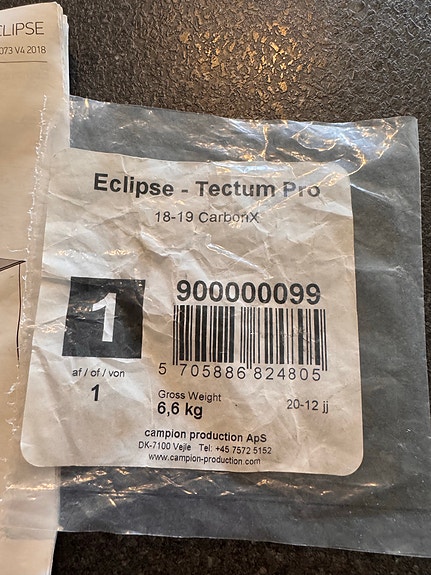 CLIPSE
073 V4 2018
Eclipse - Tectum Pro
18-19 CarbonX
1
900000099
5 705886 824805
af / of / von
1
Gross Weight
6,6 kg
20-12 jj
campion production ApS
DK-7100 Vejle Tel: +45 7572 5152
www.campion-production.com